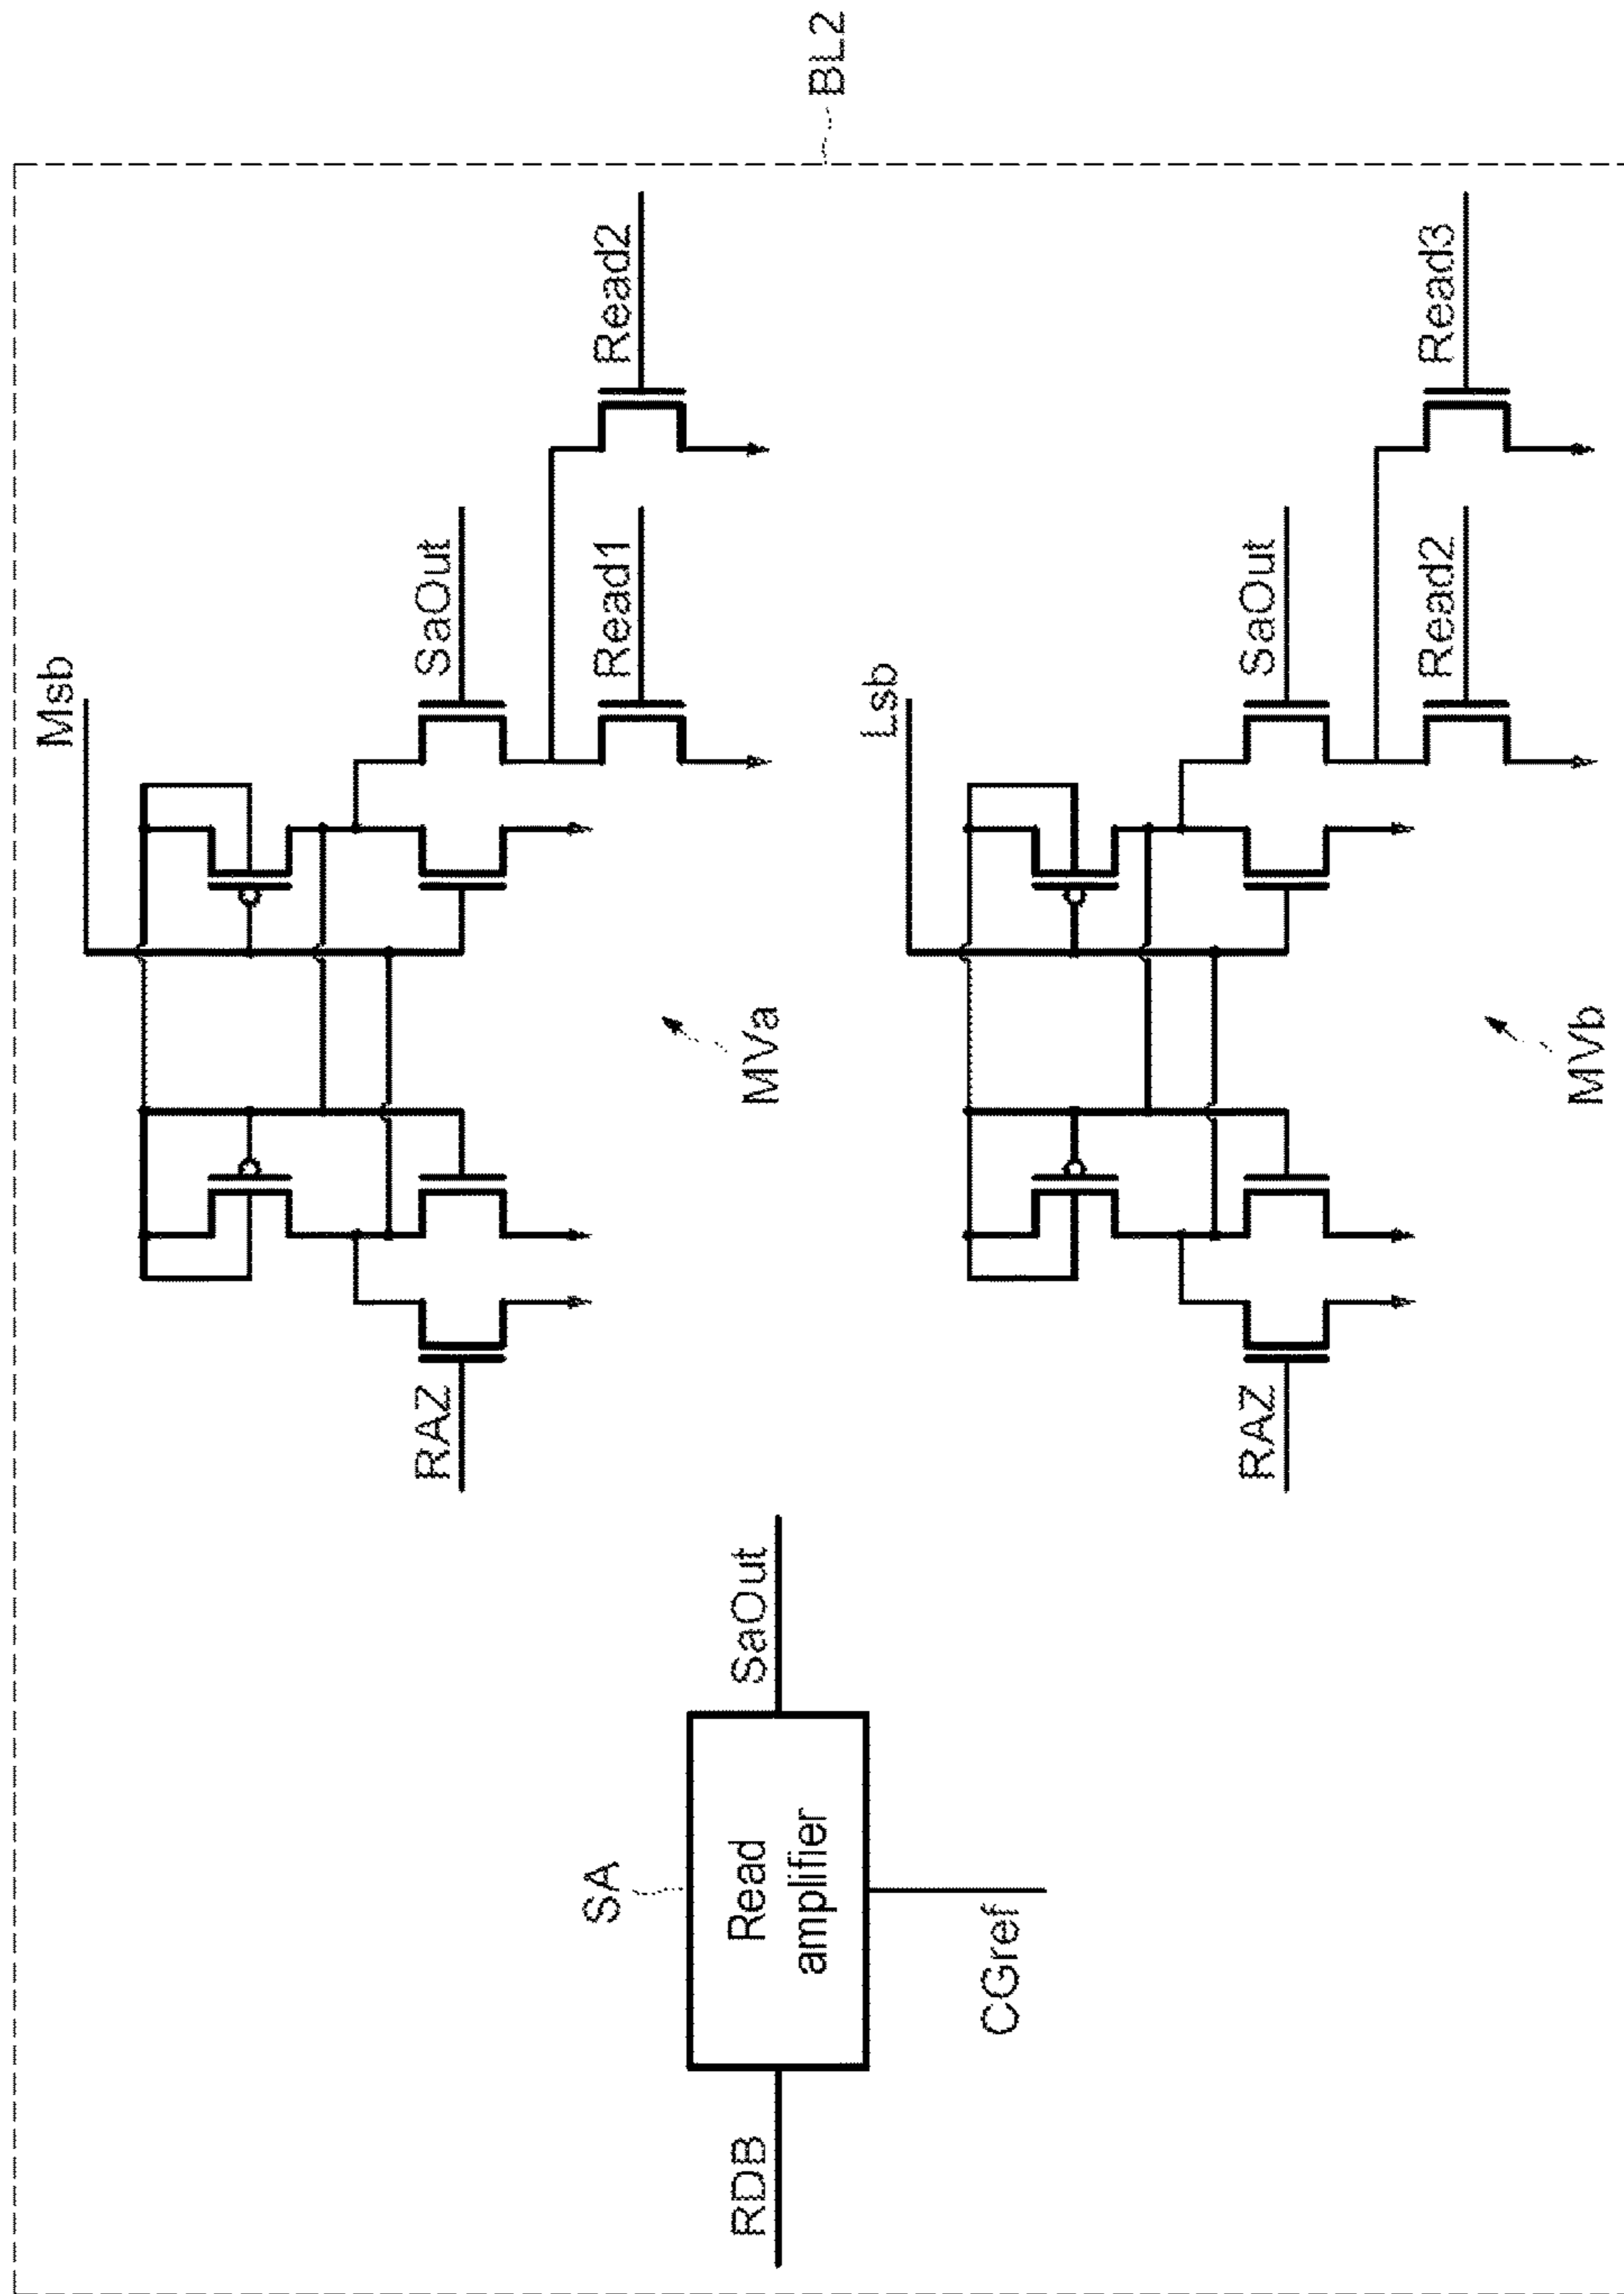 BL2
Msb
SaOut
Read1
Read2
RAZ
MVa
Lsb
SaOut
Read2
Read3
RAZ
MVb
SA
RDB
Read
amplifier
SaOut
CGref